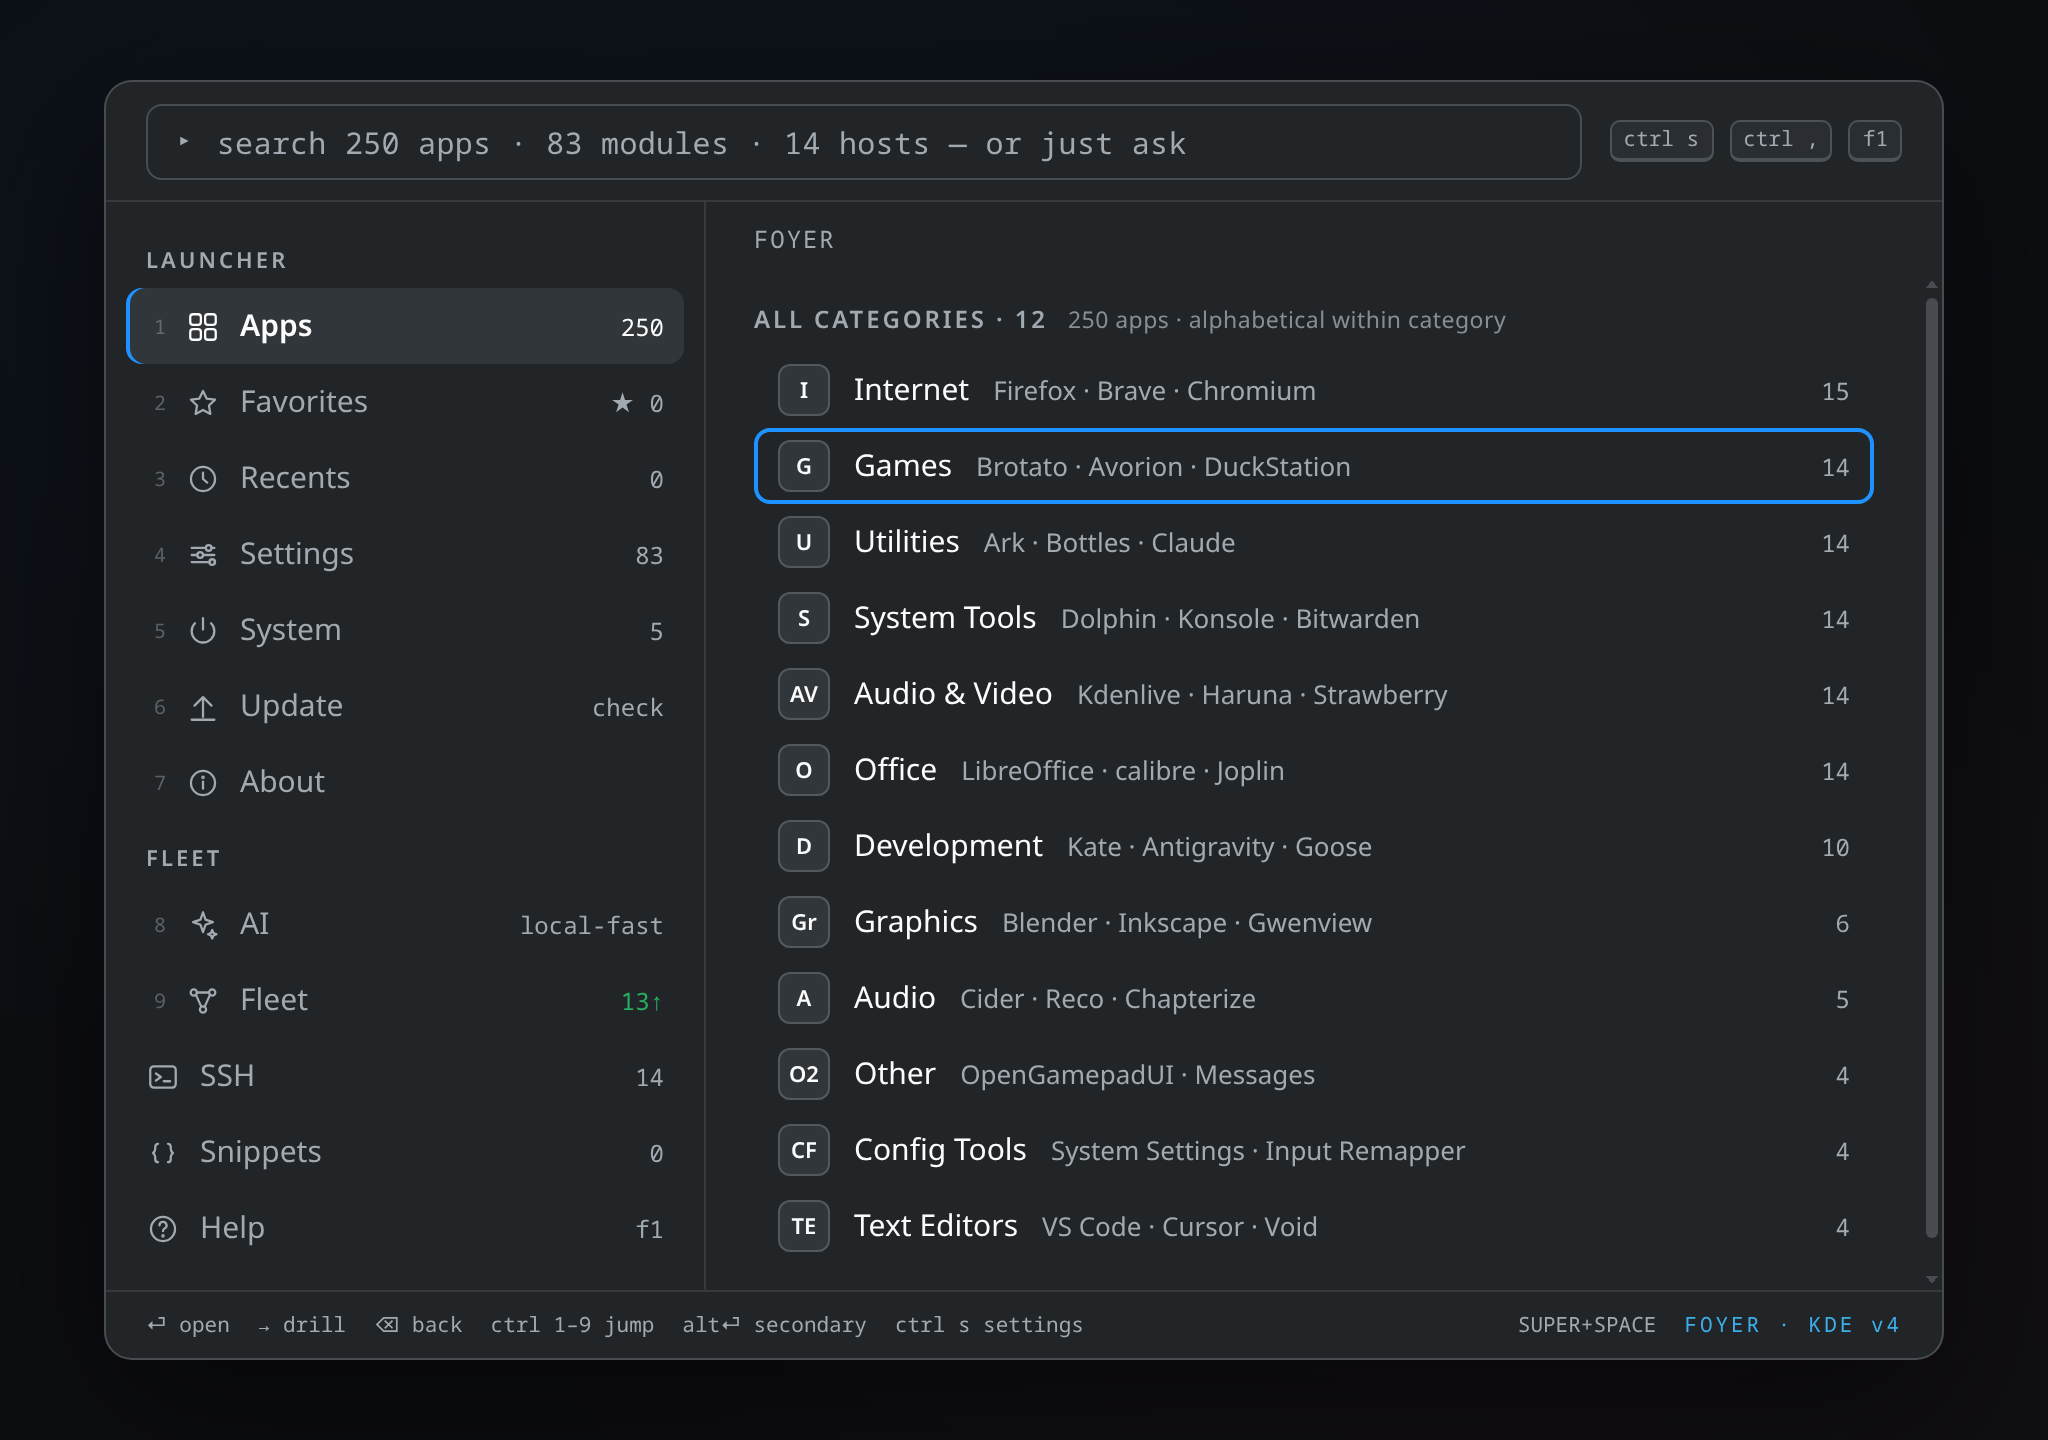 ‣ search 250 apps · 83 modules · 14 hosts — or just ask
ctrl s
ctrl ,
f1
LAUNCHER
1 Apps 250
2 Favorites ★ 0
3 Recents 0
4 Settings 83
5 System 5
6 Update check
7 About
FLEET
8 AI local-fast
9 Fleet 13↑
SSH 14
Snippets 0
Help f1
FOYER
ALL CATEGORIES · 12 250 apps · alphabetical within category
I Internet Firefox · Brave · Chromium 15
G Games Brotato · Avorion · DuckStation 14
U Utilities Ark · Bottles · Claude 14
S System Tools Dolphin · Konsole · Bitwarden 14
AV Audio & Video Kdenlive · Haruna · Strawberry 14
O Office LibreOffice · calibre · Joplin 14
D Development Kate · Antigravity · Goose 10
Gr Graphics Blender · Inkscape · Gwenview 6
A Audio Cider · Reco · Chapterize 5
O2 Other OpenGamepadUI · Messages 4
CF Config Tools System Settings · Input Remapper 4
TE Text Editors VS Code · Cursor · Void 4
⏎ open → drill ⌫ back ctrl 1–9 jump alt⏎ secondary ctrl s settings
SUPER+SPACE FOYER · KDE v4